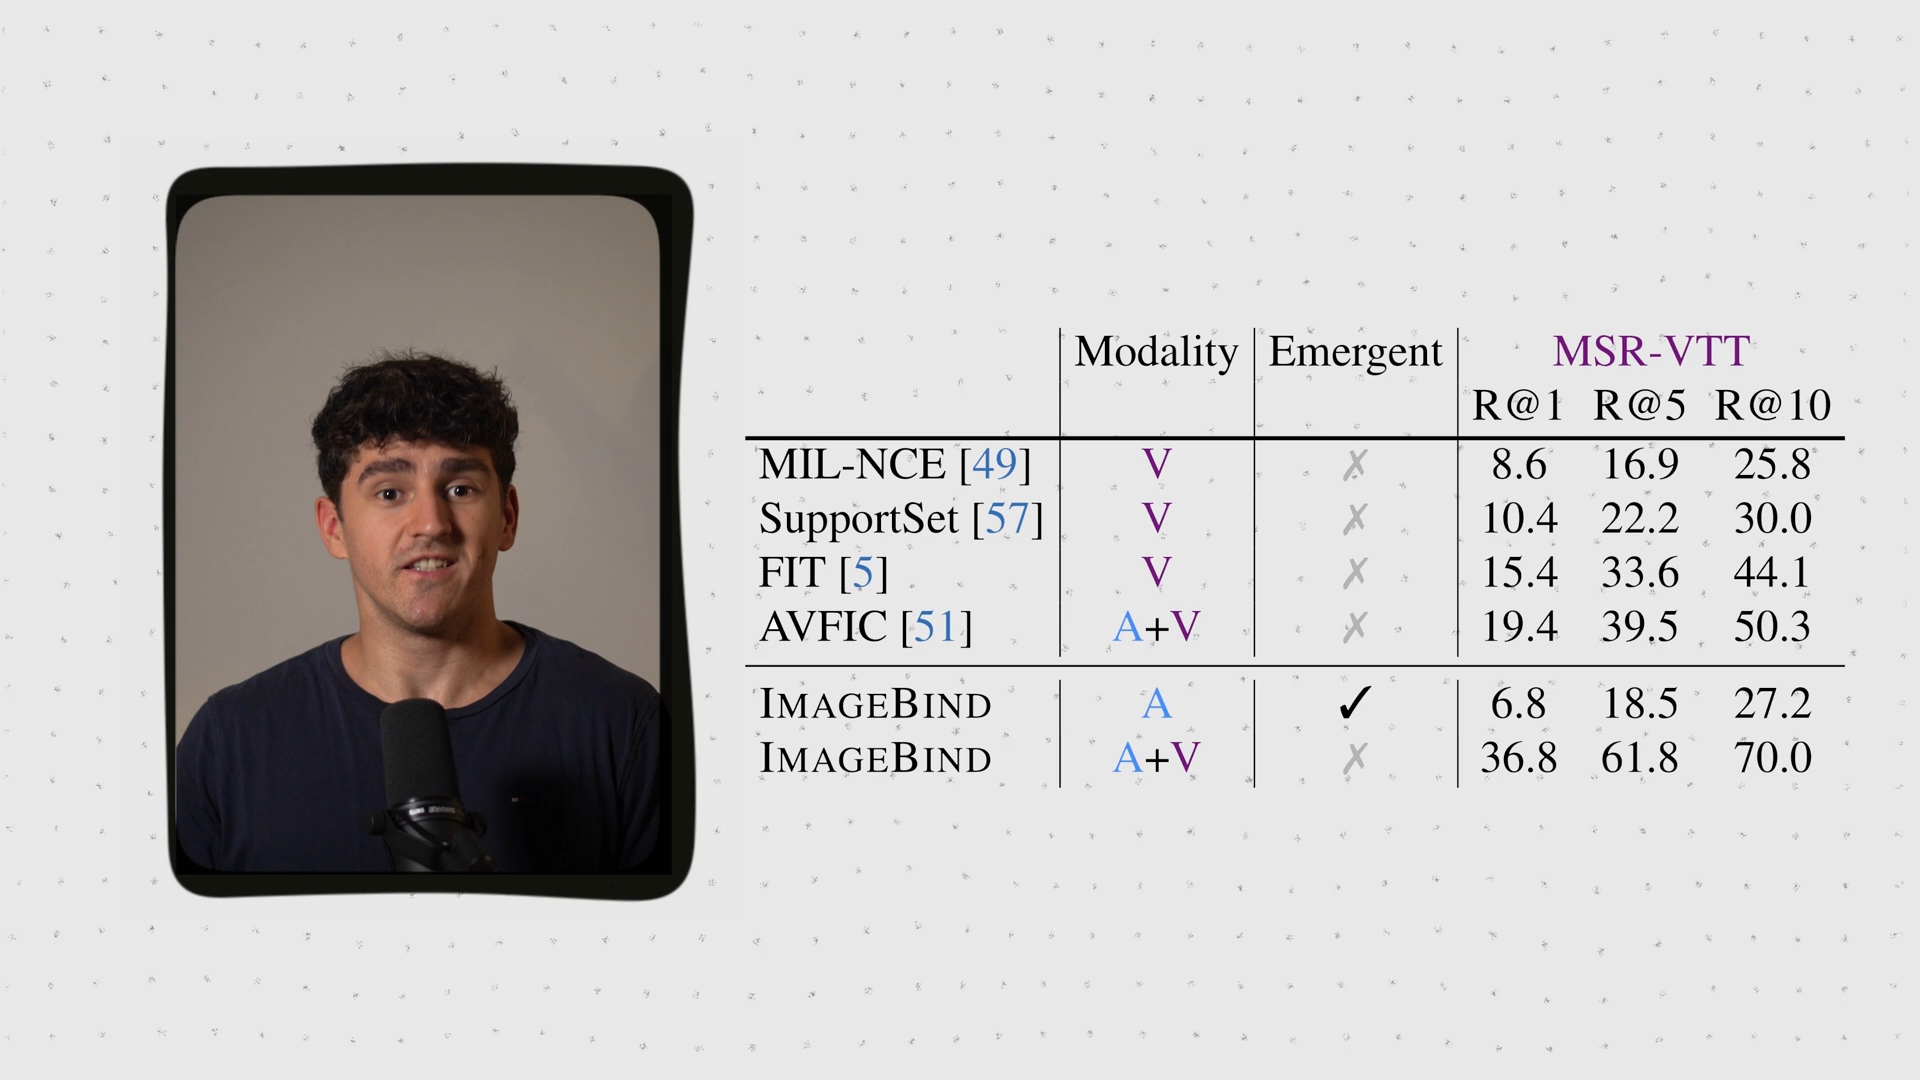 Modality Emergent MSR-VTT
R@1 R@5 R@10
MIL-NCE [49] V ✗ 8.6 16.9 25.8
SupportSet [57] V ✗ 10.4 22.2 30.0
FIT [5] V ✗ 15.4 33.6 44.1
AVFIC [51] A+V ✗ 19.4 39.5 50.3
IMAGEBIND A ✓ 6.8 18.5 27.2
IMAGEBIND A+V ✗ 36.8 61.8 70.0